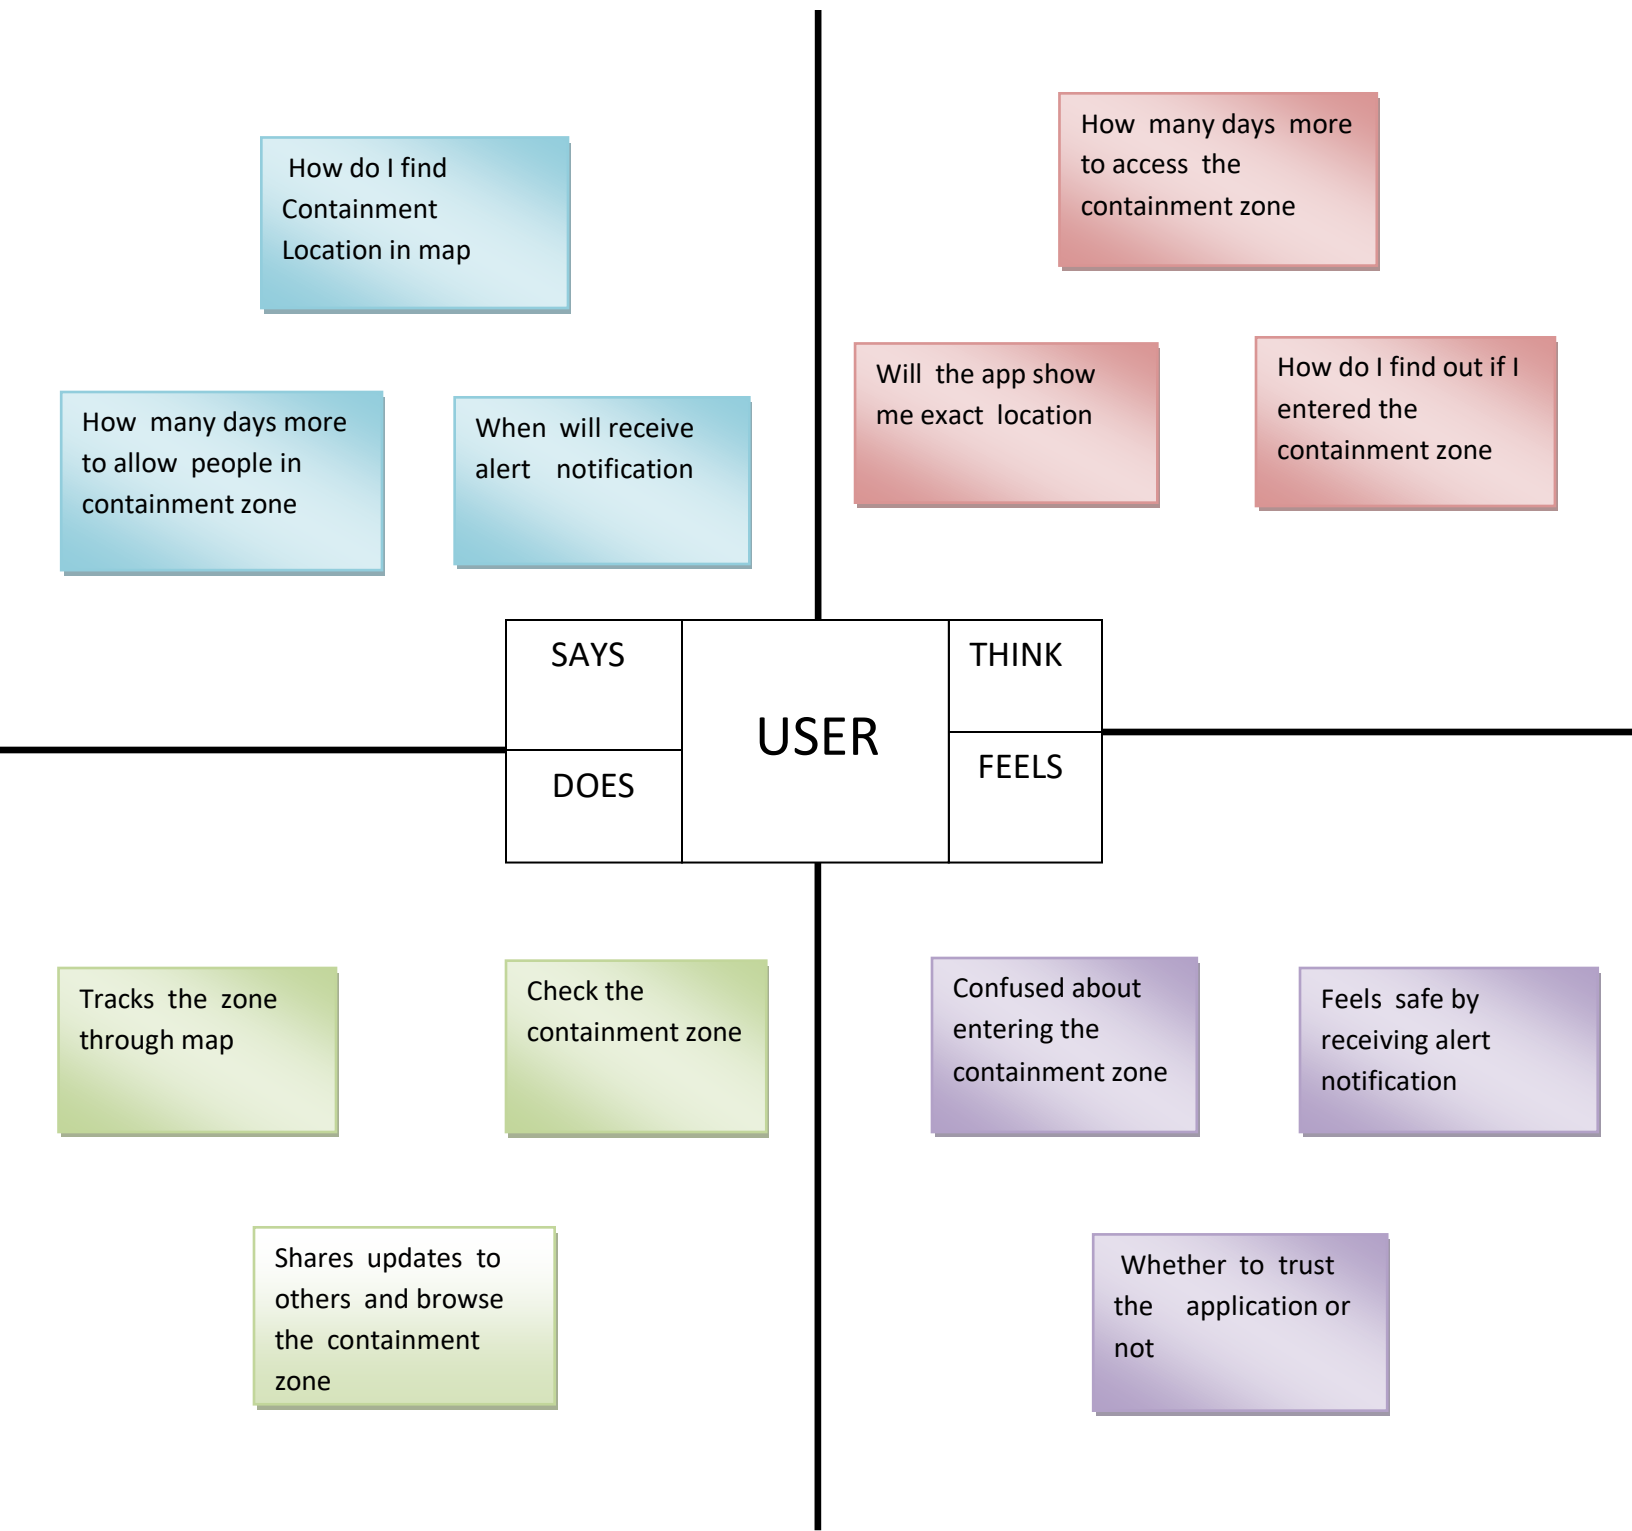 How do I find
Containment
Location in map
How many days more
to allow people in
containment zone
When will receive
alert notification
How many days more
to access the
containment zone
Will the app show
me exact location
How do I find out if I
entered the
containment zone
SAYS
USER
THINK
DOES
FEELS
Tracks the zone
through map
Check the
containment zone
Shares updates to
others and browse
the containment
zone
Confused about
entering the
containment zone
Feels safe by
receiving alert
notification
Whether to trust
the application or
not